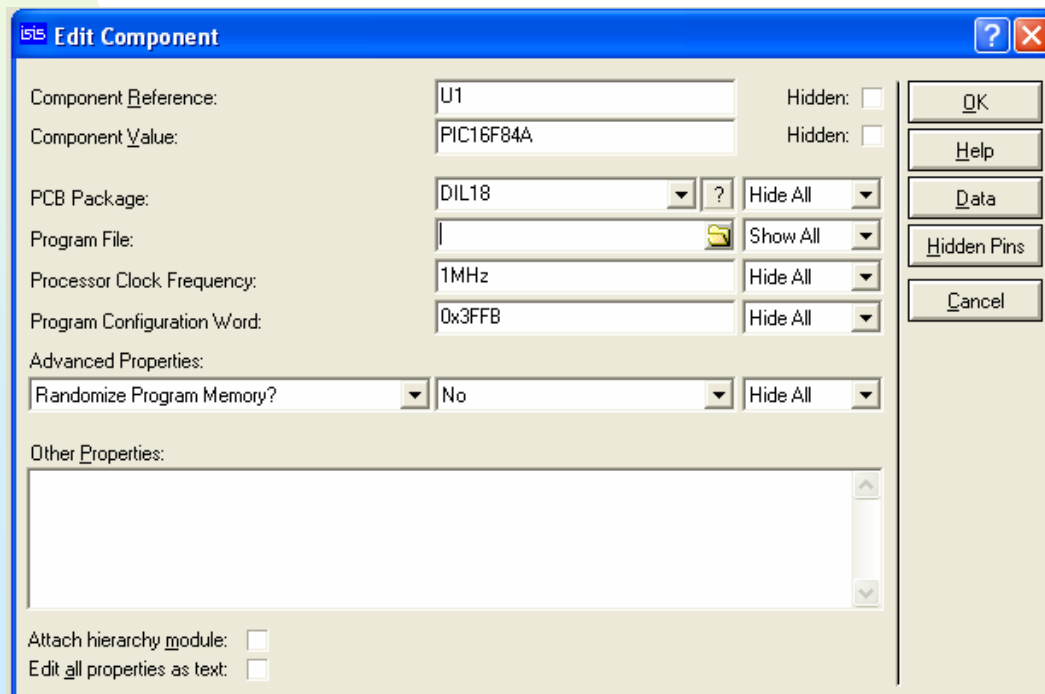 isis Edit Component ?
Component Reference: U1 Hidden: OK
Component Value: PIC16F84A Hidden: Help
PCB Package: DIL18 ? Hide All Data
Program File: Show All Hidden Pins
Processor Clock Frequency: 1MHz Hide All Cancel
Program Configuration Word: 0x3FFB Hide All
Advanced Properties:
Randomize Program Memory? No Hide All
Other Properties:
Attach hierarchy module:
Edit all properties as text: